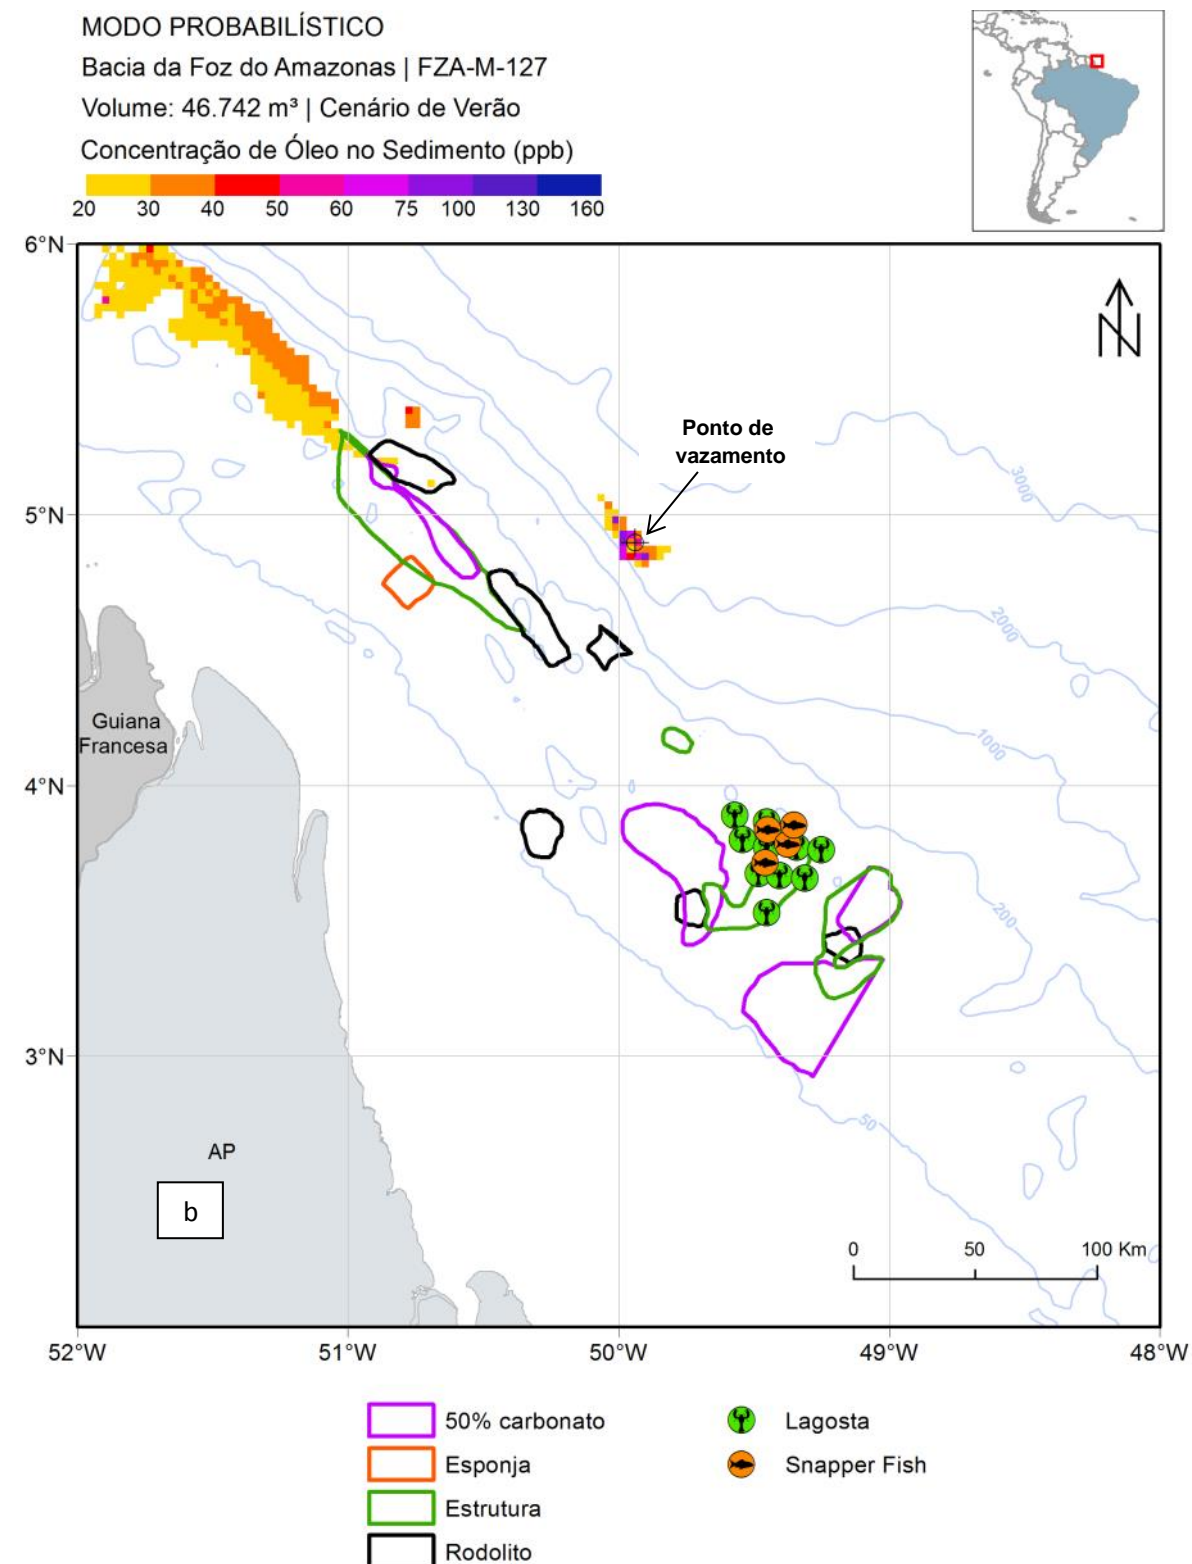 MODO PROBABILÍSTICO
Bacia da Foz do Amazonas | FZA-M-127
Volume: 46.742 m³ | Cenário de Verão
Concentração de Óleo no Sedimento (ppb)
20 30 40 50 60 75 100 130 160
6°N
Ponto de
vazamento
3000
5°N
2000
Guiana
Francesa
1000
4°N
200
3°N
50
AP
b
0 50 100 Km
52°W 51°W 50°W 49°W 48°W
50% carbonato
Lagosta
Esponja
Snapper Fish
Estrutura
Rodolito